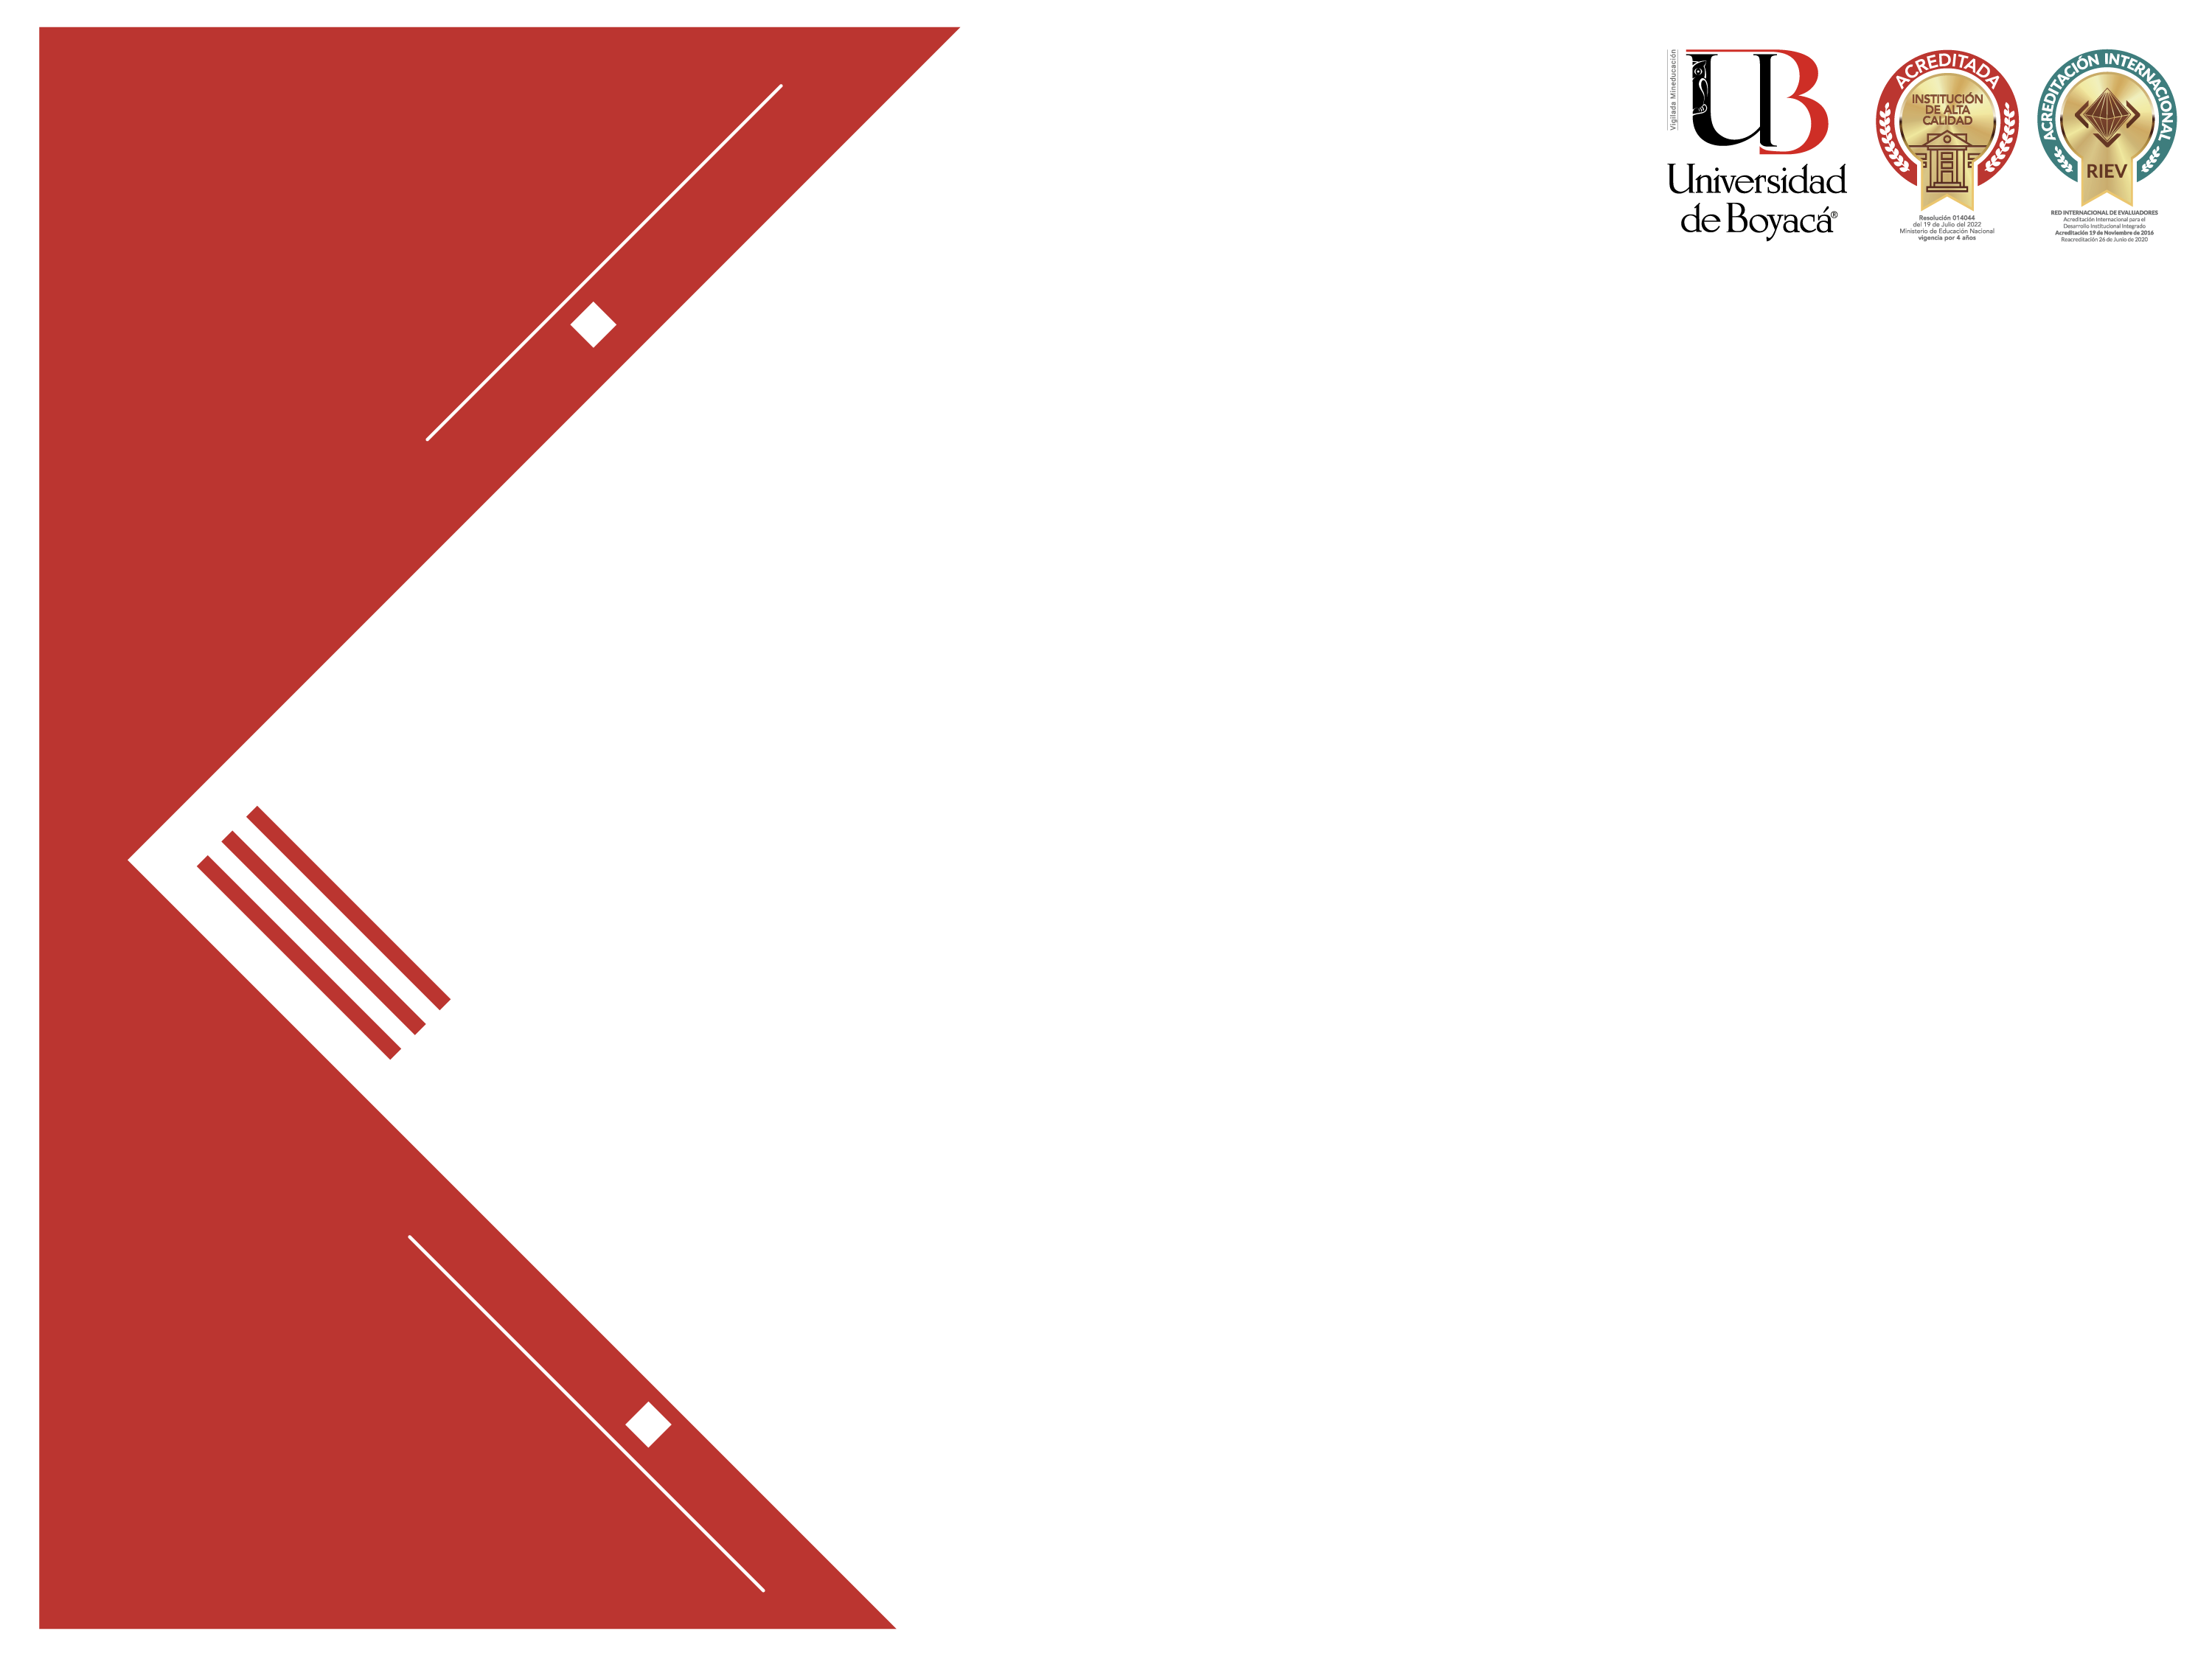 Vigilada Mineducación
UB
Universidad
de Boyacá®
ACREDITADA
INSTITUCIÓN
DE ALTA
CALIDAD
Resolución 014044
del 19 de Julio del 2022
Ministerio de Educación Nacional
vigencia por 4 años
ACREDITACIÓN INTERNACIONAL
RIEV
RED INTERNACIONAL DE EVALUADORES
Acreditación Internacional para el
Desarrollo Institucional Integrado
Acreditación 19 de Noviembre de 2016
Reacreditación 26 de Junio de 2020